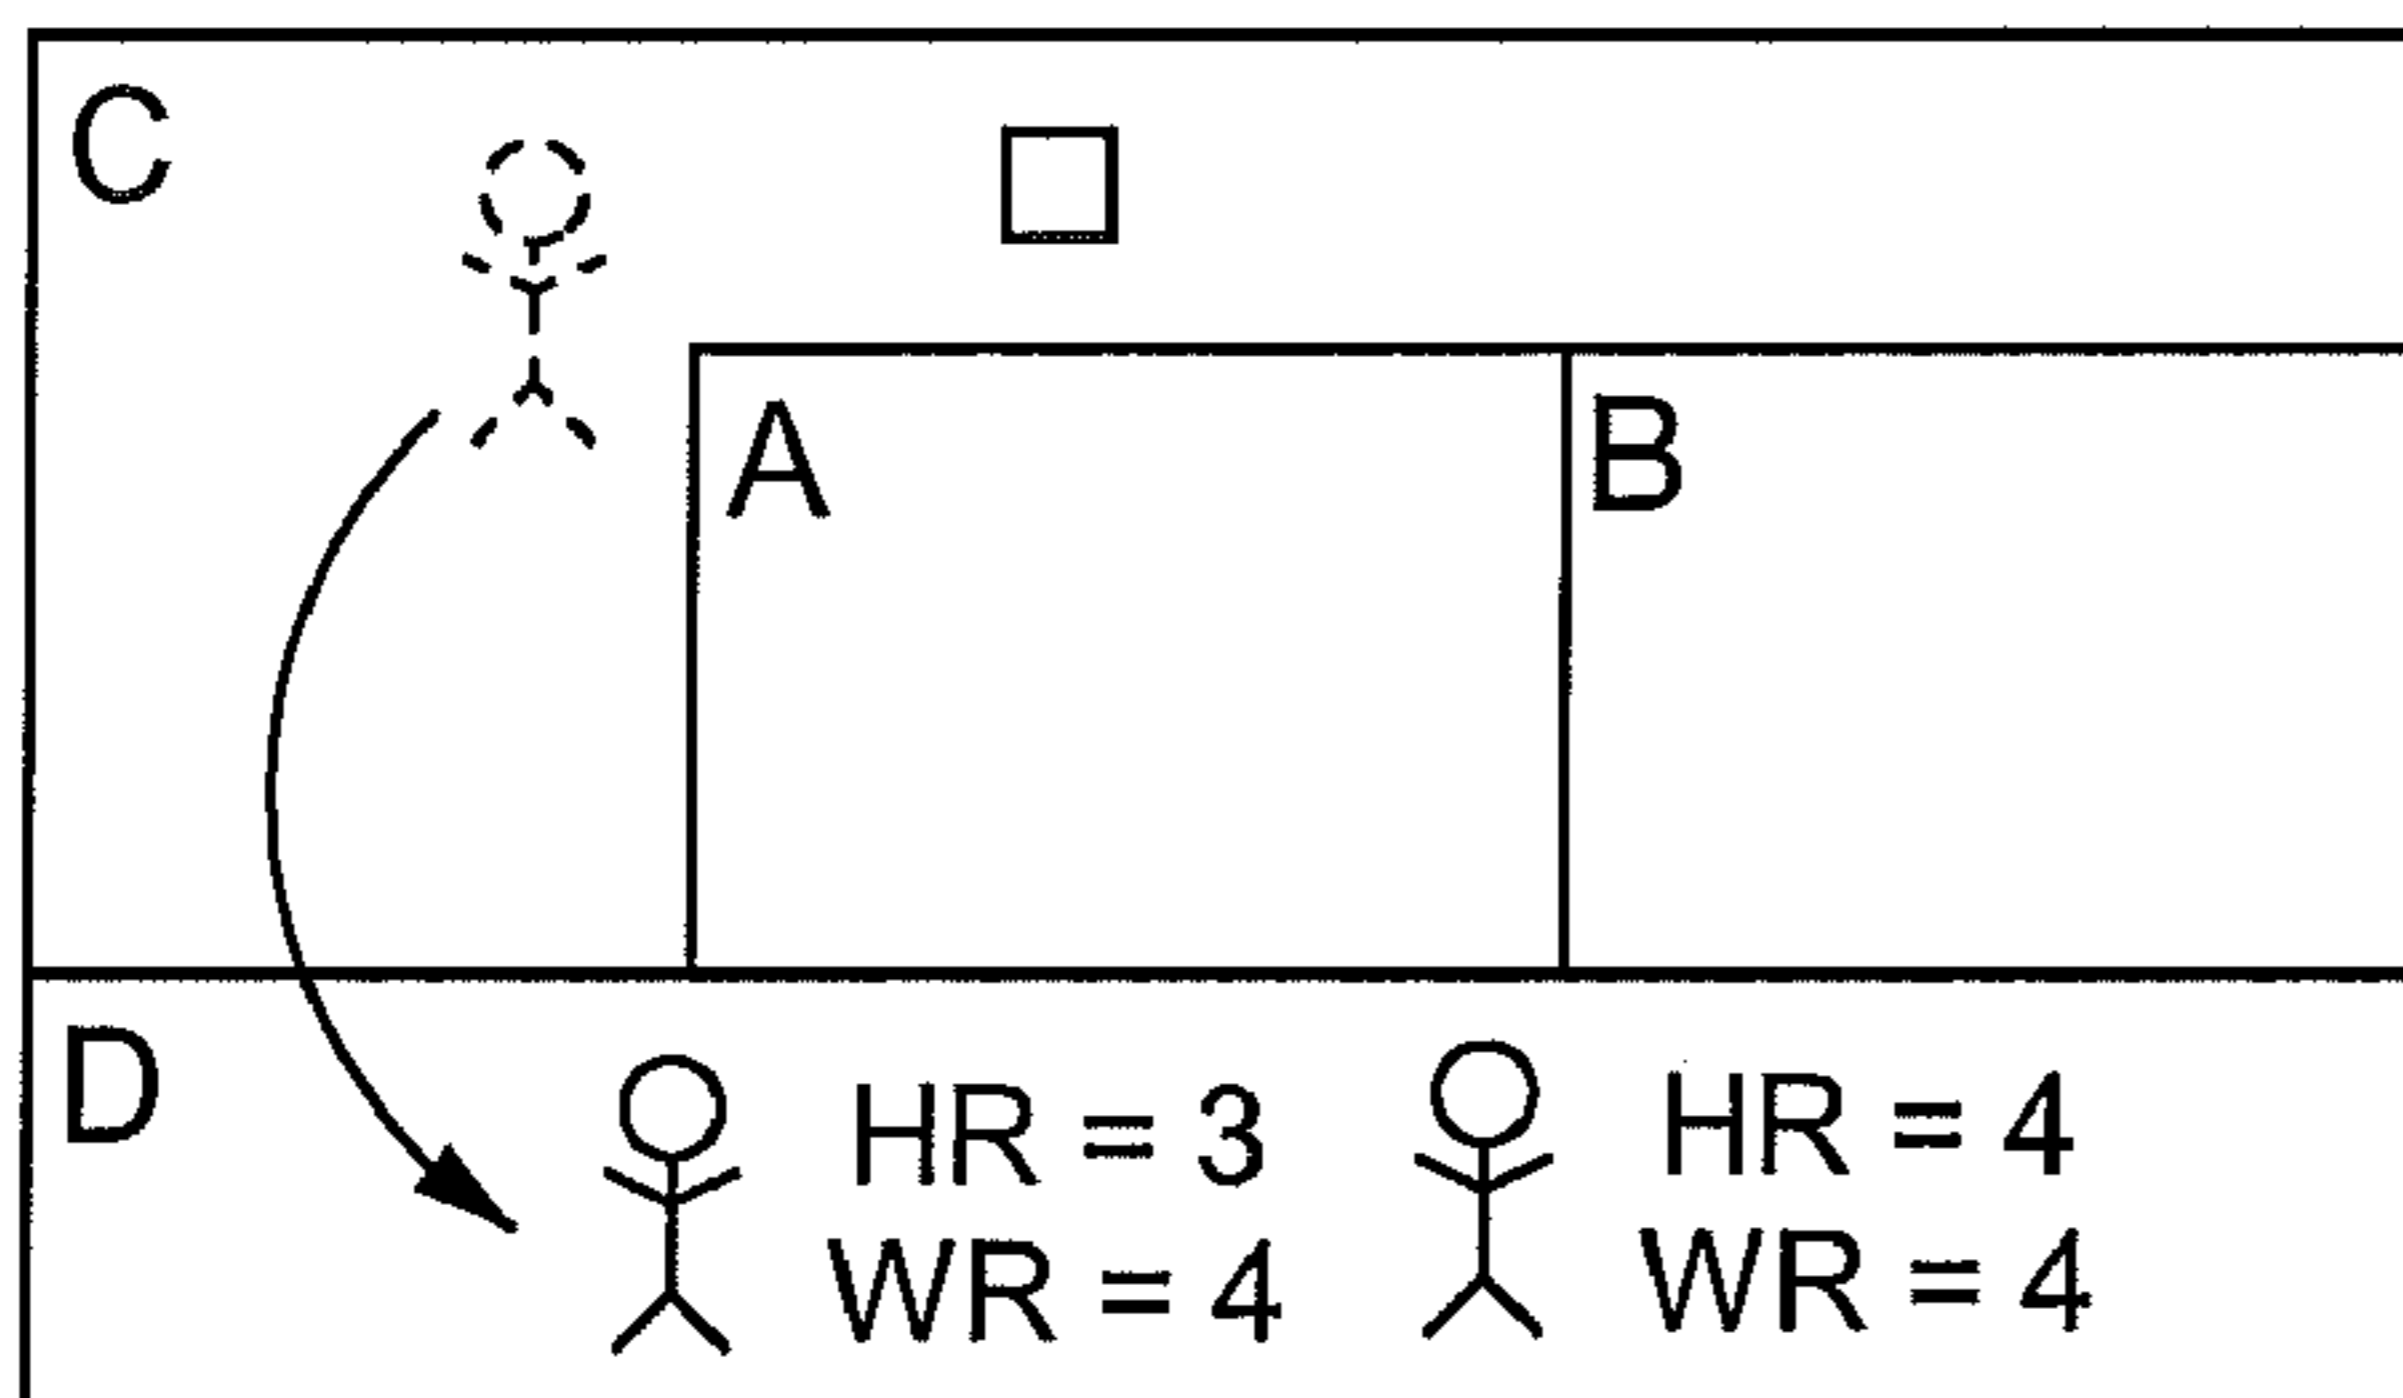 C
A
B
D
HR = 3
WR = 4
HR = 4
WR = 4